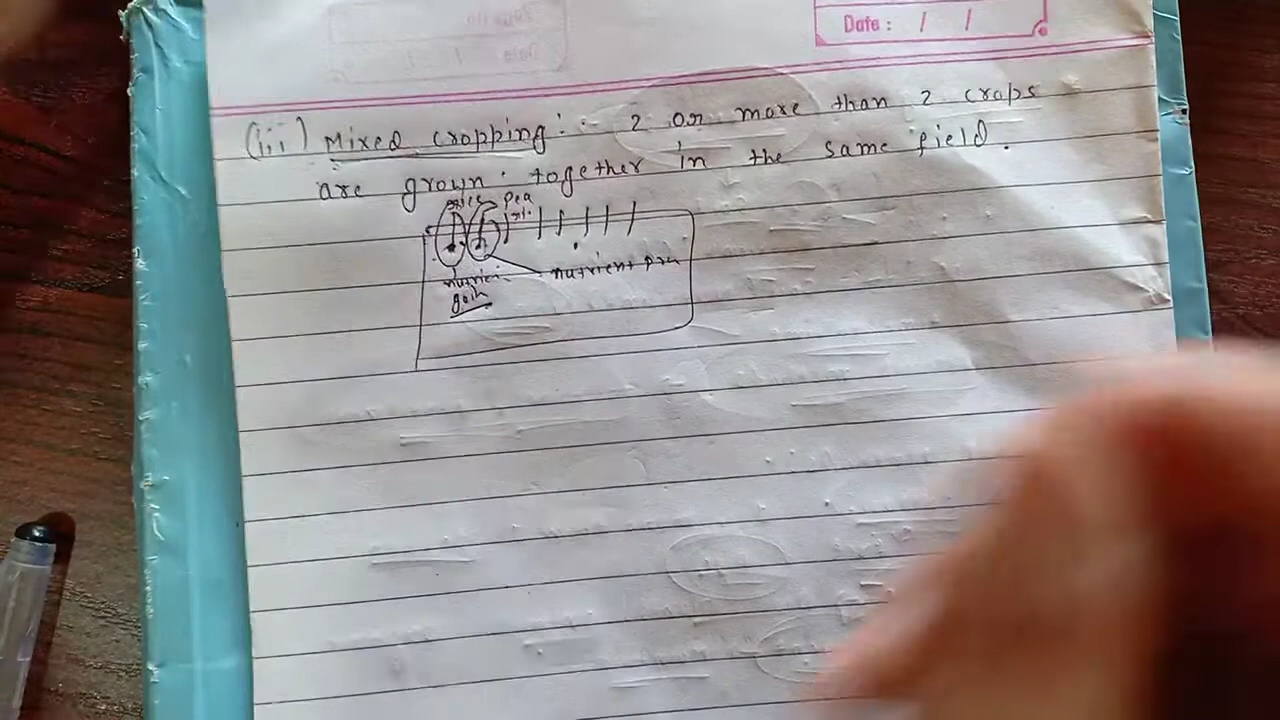 Date : / /
(iii) Mixed cropping :- 2 or more than 2 crops
are grown together in the same field.
rice pea
nutrient
gain